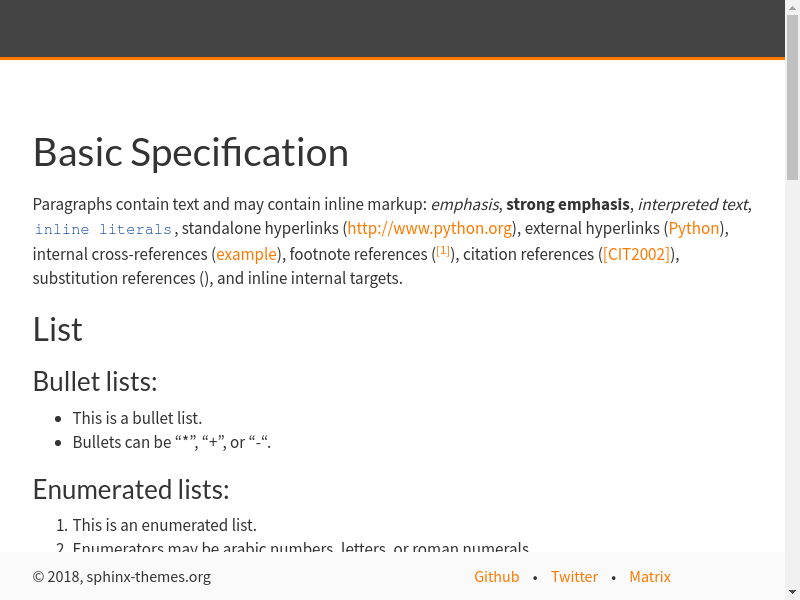 Basic Specification
Paragraphs contain text and may contain inline markup: emphasis, strong emphasis, interpreted text,
inline literals, standalone hyperlinks (http://www.python.org), external hyperlinks (Python),
internal cross-references (example), footnote references ([1]), citation references ([CIT2002]),
substitution references (), and inline internal targets.
List
Bullet lists:
• This is a bullet list.
• Bullets can be “*”, “+”, or “-“.
Enumerated lists:
1. This is an enumerated list.
2. Enumerators may be arabic numbers, letters, or roman numerals.
© 2018, sphinx-themes.org
Github • Twitter • Matrix